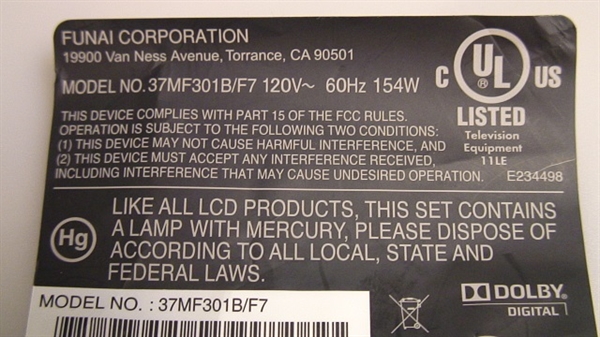 FUNAI CORPORATION
19900 Van Ness Avenue, Torrance, CA 90501
MODEL NO. 37MF301B/F7 120V~ 60Hz 154W
C UL US
®
LISTED
Television
Equipment
11LE
E234498
THIS DEVICE COMPLIES WITH PART 15 OF THE FCC RULES.
OPERATION IS SUBJECT TO THE FOLLOWING TWO CONDITIONS:
(1) THIS DEVICE MAY NOT CAUSE HARMFUL INTERFERENCE, AND
(2) THIS DEVICE MUST ACCEPT ANY INTERFERENCE RECEIVED,
INCLUDING INTERFERENCE THAT MAY CAUSE UNDESIRED OPERATION.
Hg
LIKE ALL LCD PRODUCTS, THIS SET CONTAINS
A LAMP WITH MERCURY, PLEASE DISPOSE OF
ACCORDING TO ALL LOCAL, STATE AND
FEDERAL LAWS.
MODEL NO. : 37MF301B/F7
DOLBY.
DIGITAL